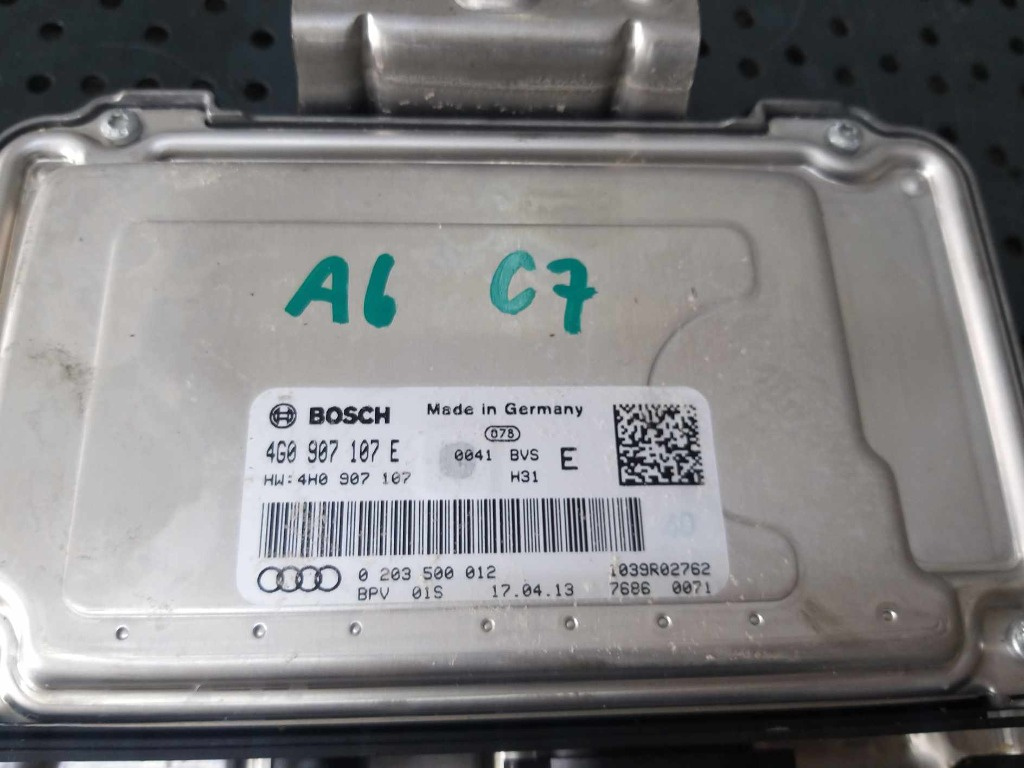 A6 C7
BOSCH Made in Germany
078
4G0 907 107 E 0041 BVS E
HW:4H0 907 107 H31
0 203 500 012 1039R02762
BPV 01S 17.04.13 7686 0071